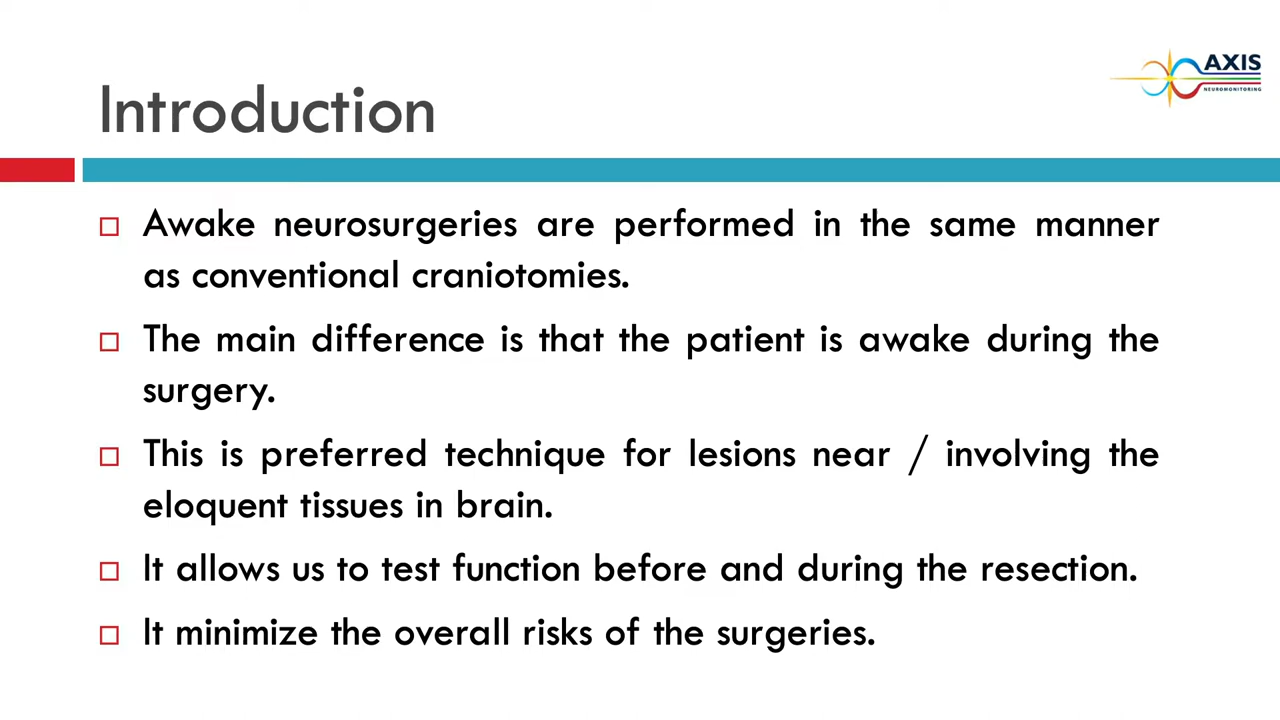 AXIS
NEUROMONITORING
Introduction
Awake neurosurgeries are performed in the same manner
as conventional craniotomies.
The main difference is that the patient is awake during the
surgery.
This is preferred technique for lesions near / involving the
eloquent tissues in brain.
It allows us to test function before and during the resection.
It minimize the overall risks of the surgeries.